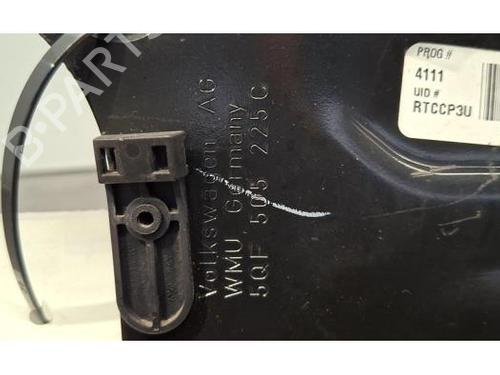 B-PARTS
PROG #
4111
UID #
RTCCP3U
Volkswagen AG
WMU Germany
5QF 505 225 C